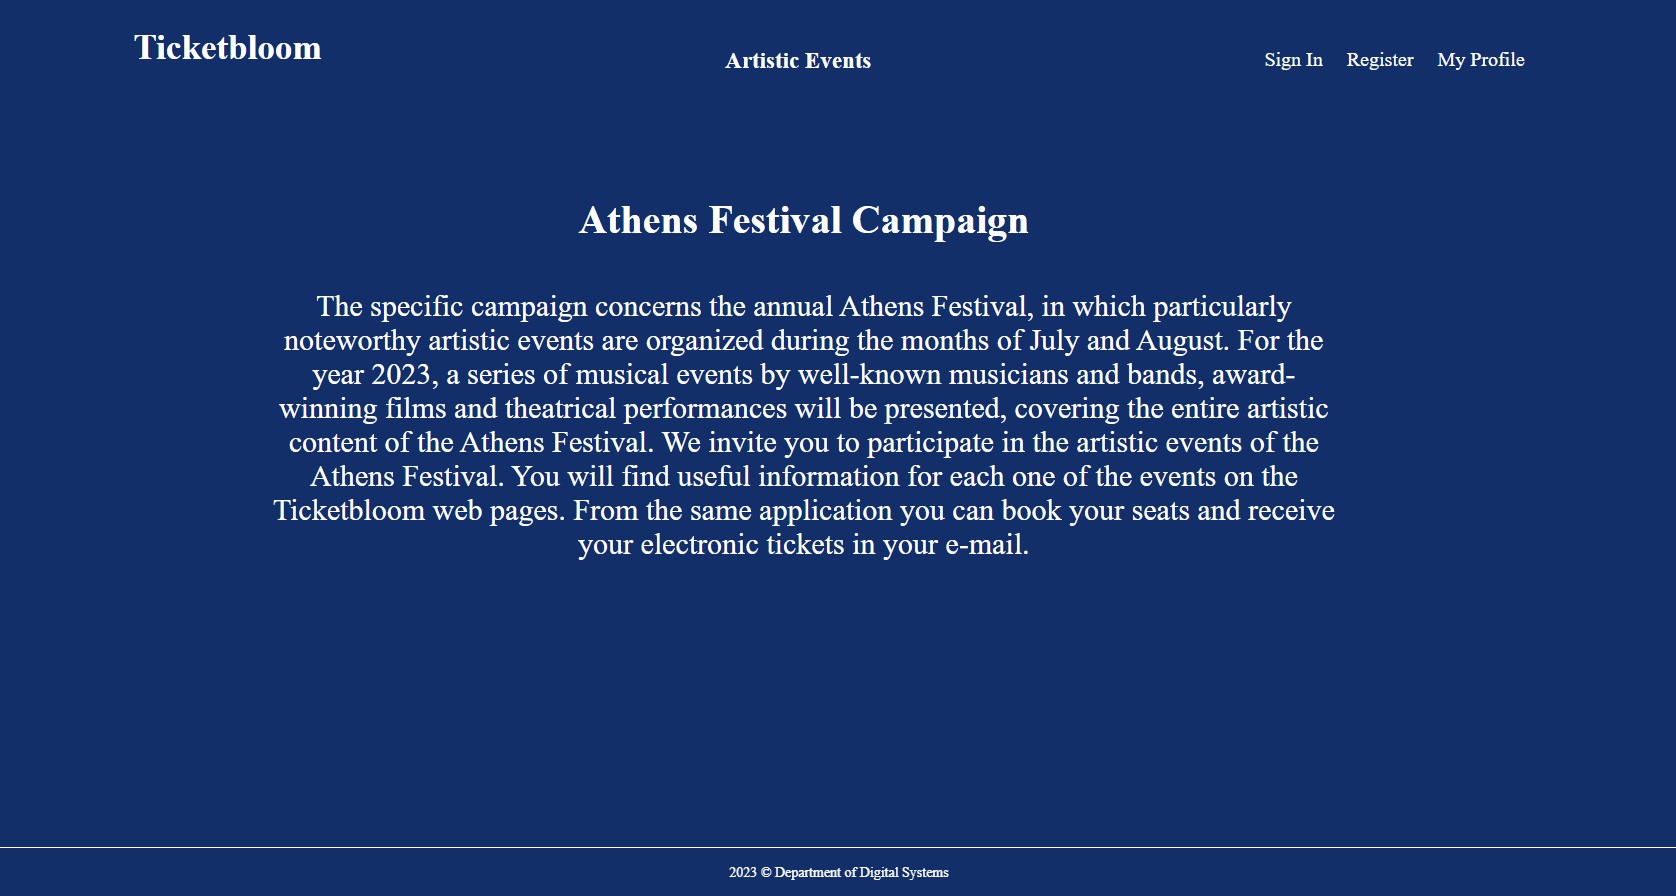 Ticketbloom
Artistic Events
Sign In Register My Profile
Athens Festival Campaign
The specific campaign concerns the annual Athens Festival, in which particularly
noteworthy artistic events are organized during the months of July and August. For the
year 2023, a series of musical events by well-known musicians and bands, award-
winning films and theatrical performances will be presented, covering the entire artistic
content of the Athens Festival. We invite you to participate in the artistic events of the
Athens Festival. You will find useful information for each one of the events on the
Ticketbloom web pages. From the same application you can book your seats and receive
your electronic tickets in your e-mail.
2023 © Department of Digital Systems